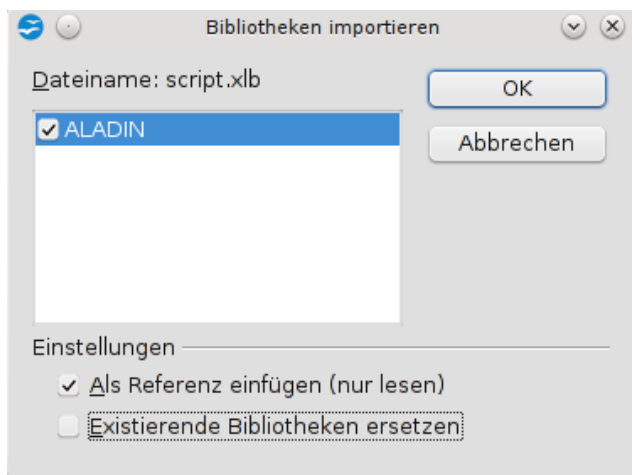 Bibliotheken importieren
Dateiname: script.xlb
OK
ALADIN
Abbrechen
Einstellungen
Als Referenz einfügen (nur lesen)
Existierende Bibliotheken ersetzen